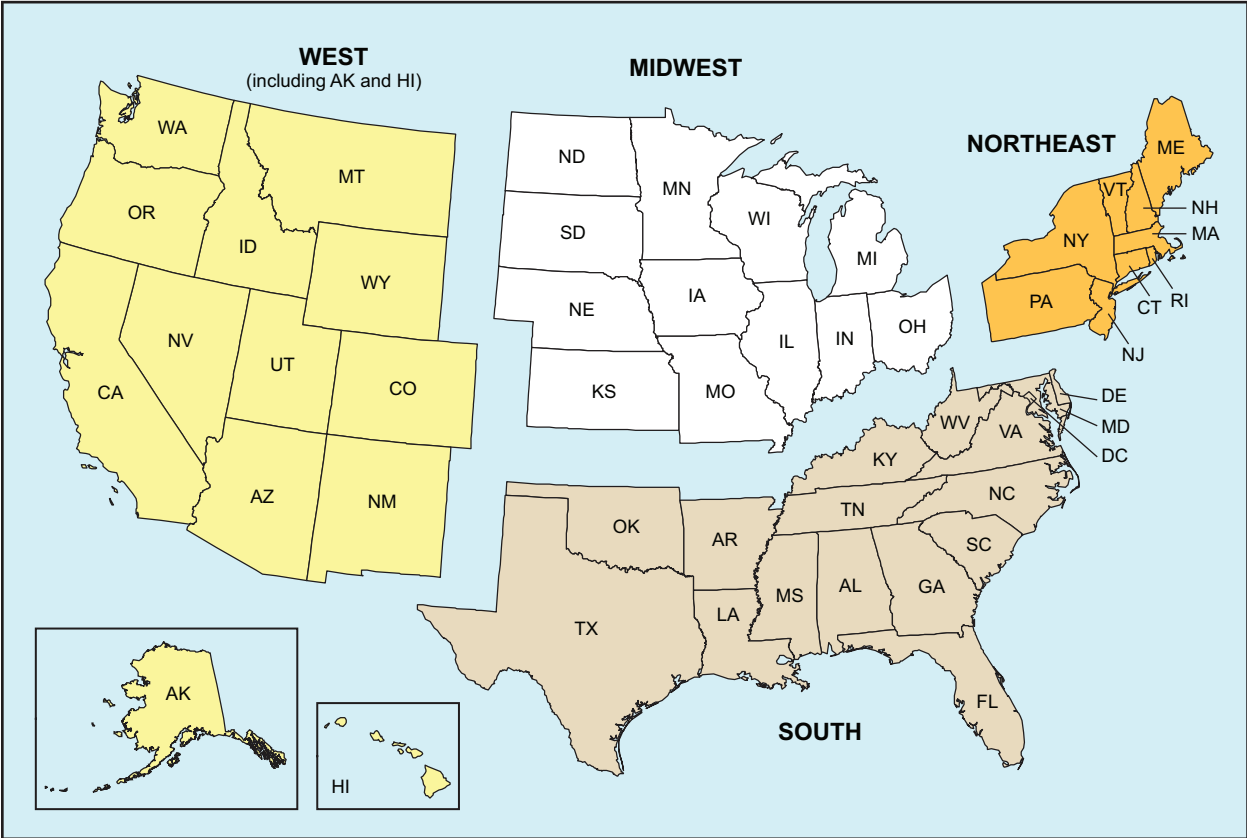 WEST
(including AK and HI)
WA
MT
OR
ID
WY
NV
UT
CO
CA
AZ
NM
AK
HI
MIDWEST
ND
MN
SD
WI
MI
NE
IA
IL
IN
OH
KS
MO
NORTHEAST
ME
VT
NH
MA
NY
RI
CT
PA
NJ
DE
MD
DC
WV
VA
KY
NC
TN
OK
AR
SC
MS
AL
GA
LA
TX
FL
SOUTH